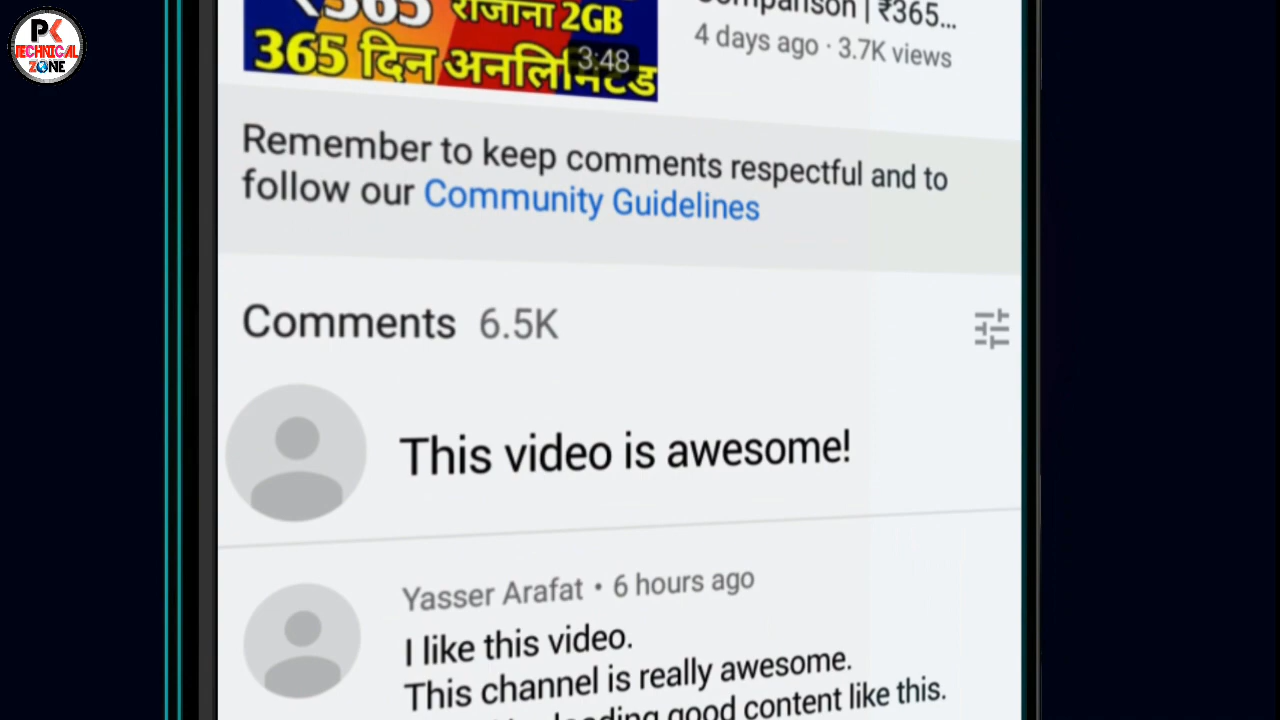 PK
TECHNICAL
ZONE
₹365 रोजाना 2GB
365 दिन अनलिमिटेड
3:48
Comparison | ₹365...
4 days ago · 3.7K views
Remember to keep comments respectful and to
follow our Community Guidelines
Comments 6.5K
This video is awesome!
Yasser Arafat • 6 hours ago
I like this video.
This channel is really awesome.
good content like this.